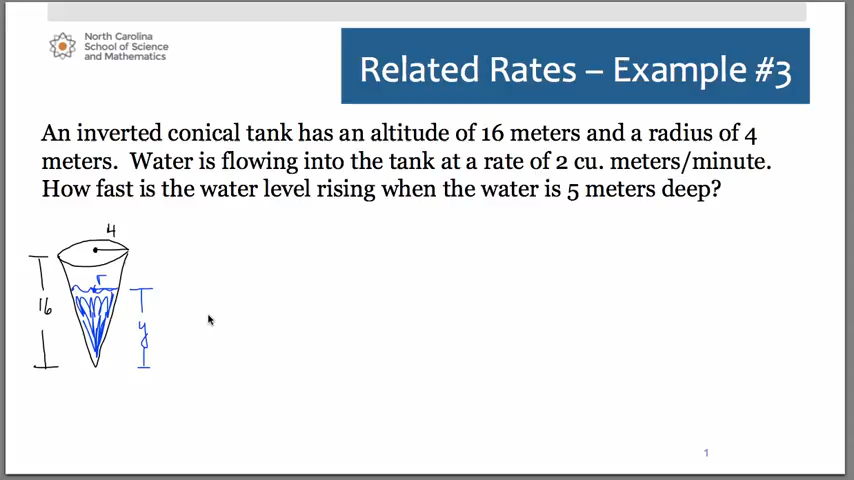 North Carolina
School of Science
and Mathematics
Related Rates – Example #3
An inverted conical tank has an altitude of 16 meters and a radius of 4
meters. Water is flowing into the tank at a rate of 2 cu. meters/minute.
How fast is the water level rising when the water is 5 meters deep?
4
r
16
y
1